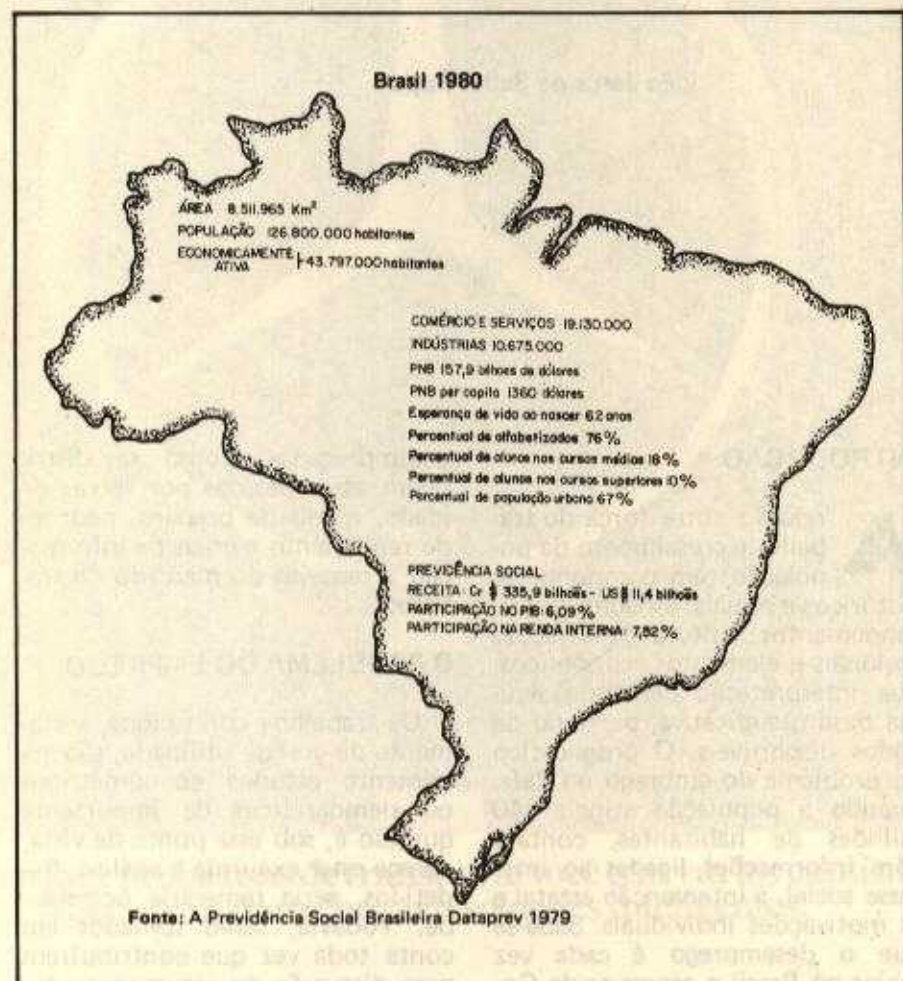 Brasil 1980
ÁREA 8.511.965 Km²
POPULAÇÃO 126.800.000 habitantes
ECONOMICAMENTE ATIVA 43.797.000 habitantes
COMÉRCIO E SERVIÇOS 19.130.000
INDÚSTRIAS 10.675.000
PNB 157,9 bilhões de dólares
PNB per capita 1360 dólares
Esperança de vida ao nascer 62 anos
Percentual de alfabetizados 76%
Percentual de alunos nos cursos médios 18%
Percentual de alunos nos cursos superiores 10%
Percentual de população urbana 67%
PREVIDÊNCIA SOCIAL
RECEITA: Cr $ 335,9 bilhões - US $ 11,4 bilhões
PARTICIPAÇÃO NO PIB: 6,09%
PARTICIPAÇÃO NA RENDA INTERNA: 7,82%
Fonte: A Previdência Social Brasileira Dataprev 1979